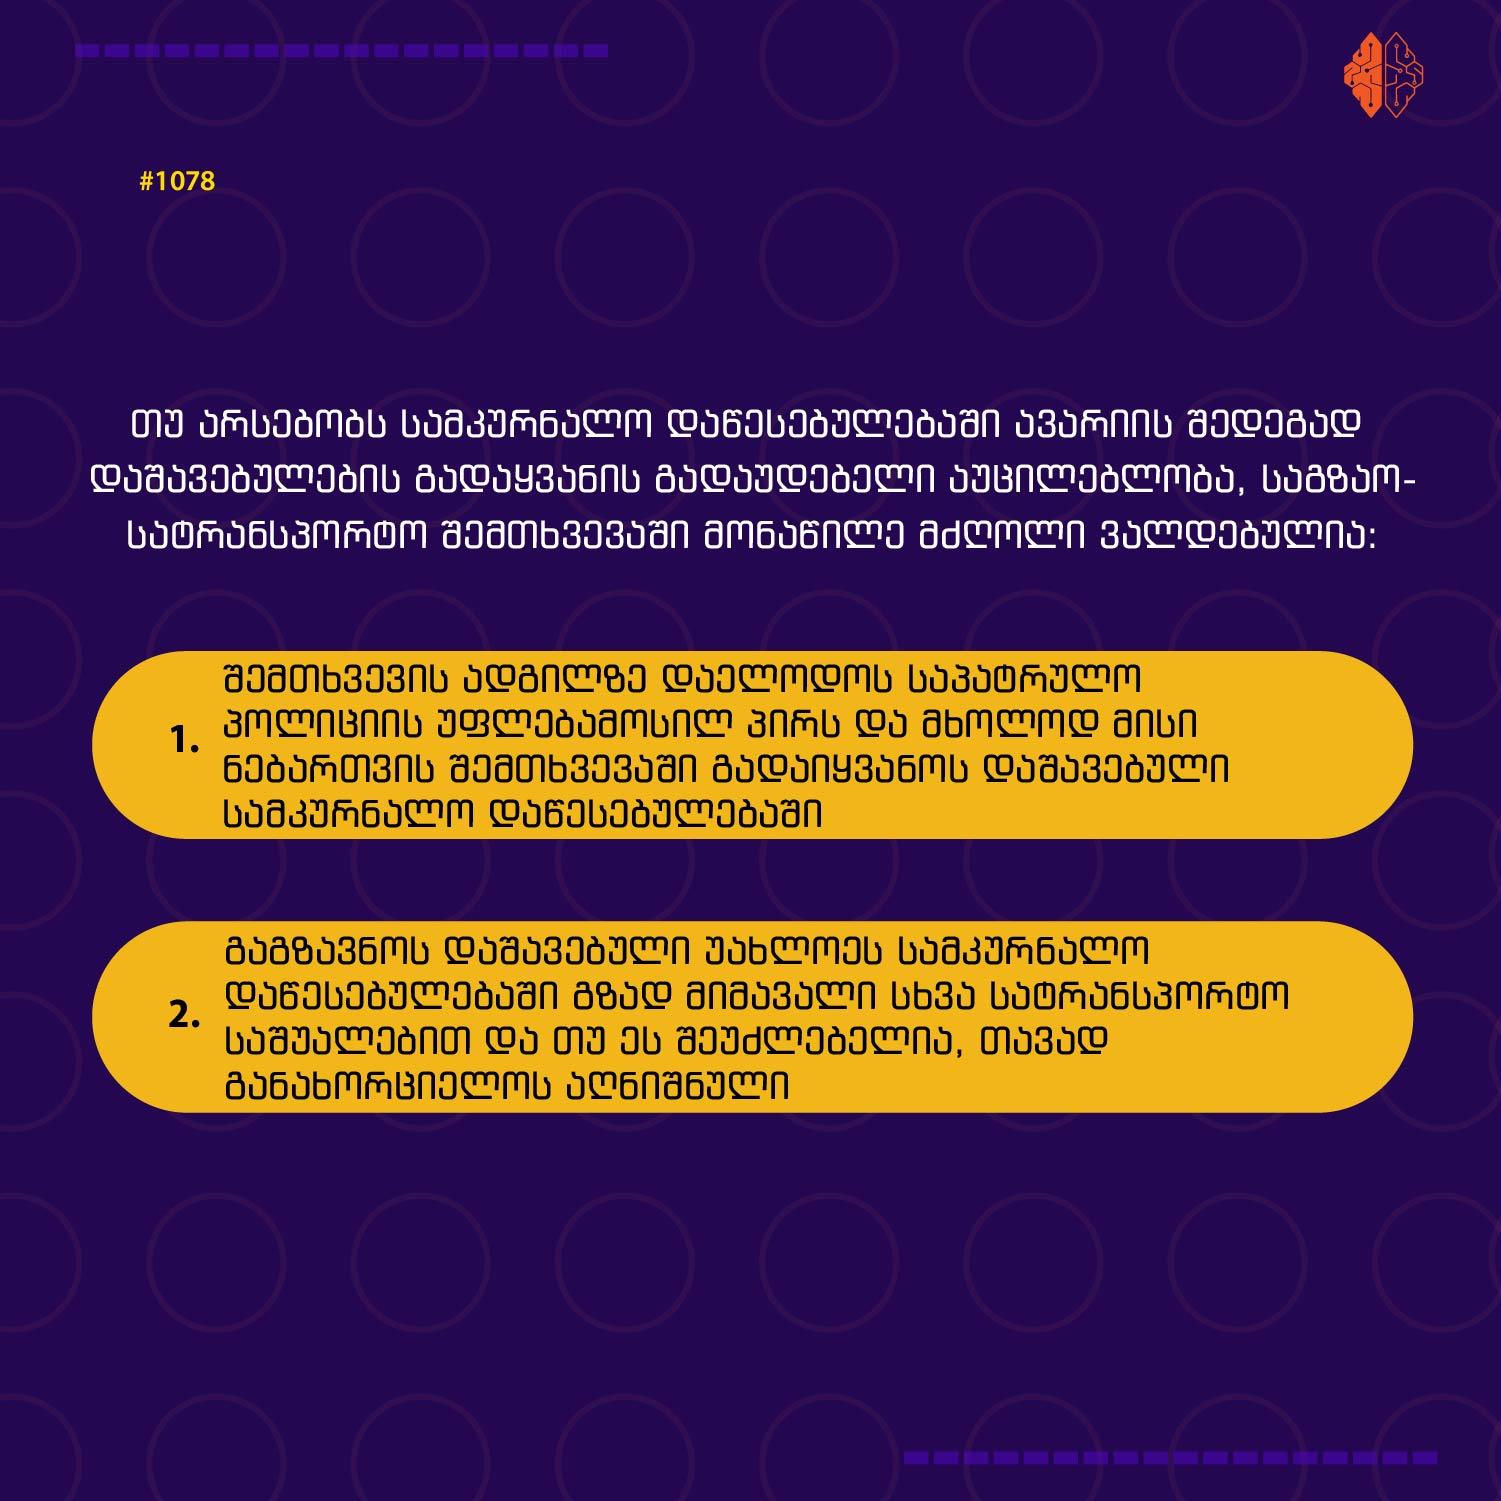 #1078
თუ არსებობს სამკურნალო დაწესებულებაში ავარიის შედეგად
დაშავებულების გადაყვანის გადაუდებელი აუცილებლობა, საგზაო-
სატრანსპორტო შემთხვევაში მონაწილე მძღოლი ვალდებულია:
1. შემთხვევის ადგილზე დაელოდოს საპატრულო
პოლიციის უფლებამოსილ პირს და მხოლოდ მისი
ნებართვის შემთხვევაში გადაიყვანოს დაშავებული
სამკურნალო დაწესებულებაში
2. გაგზავნოს დაშავებული უახლოეს სამკურნალო
დაწესებულებაში გზად მიმავალი სხვა სატრანსპორტო
საშუალებით და თუ ეს შეუძლებელია, თავად
განახორციელოს აღნიშნული